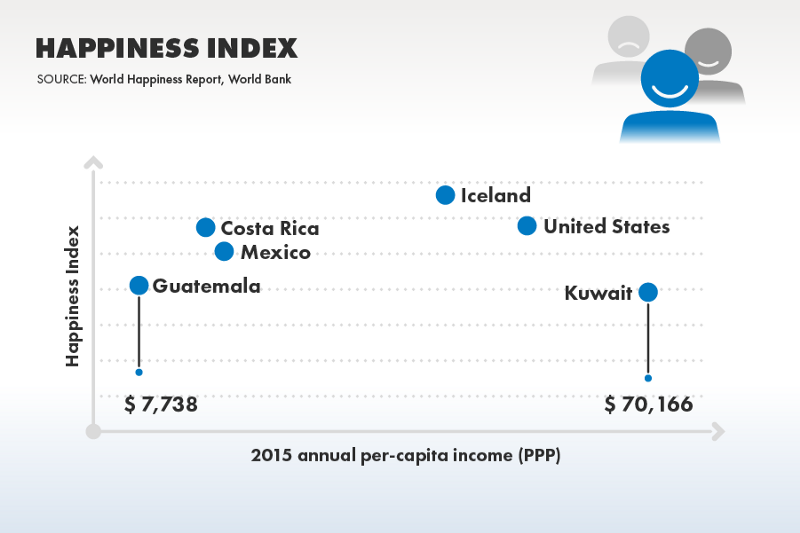 HAPPINESS INDEX
SOURCE: World Happiness Report, World Bank
Iceland
Costa Rica
United States
Mexico
Guatemala
Kuwait
Happiness Index
$ 7,738
$ 70,166
2015 annual per-capita income (PPP)